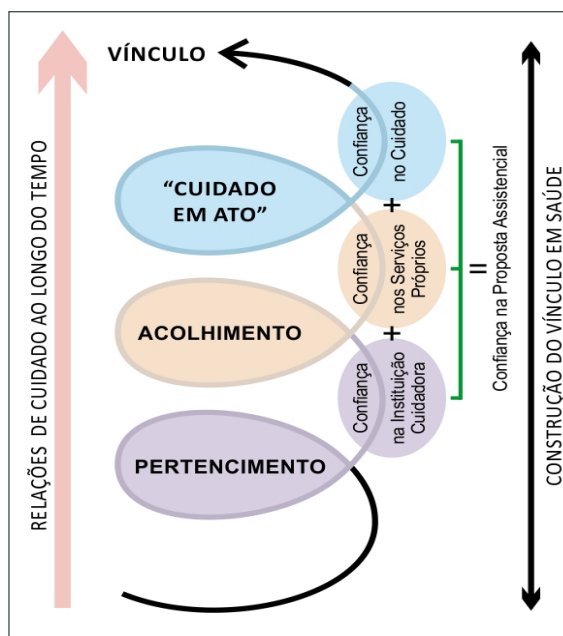 RELAÇÕES DE CUIDADO AO LONGO DO TEMPO
VÍNCULO
"CUIDADO
EM ATO"
ACOLHIMENTO
PERTENCIMENTO
Confiança
no Cuidado
+
Confiança
nos Serviços
Próprios
+
Confiança
na Instituição
Cuidadora
=
Confiança na Proposta Assistencial
CONSTRUÇÃO DO VÍNCULO EM SAÚDE